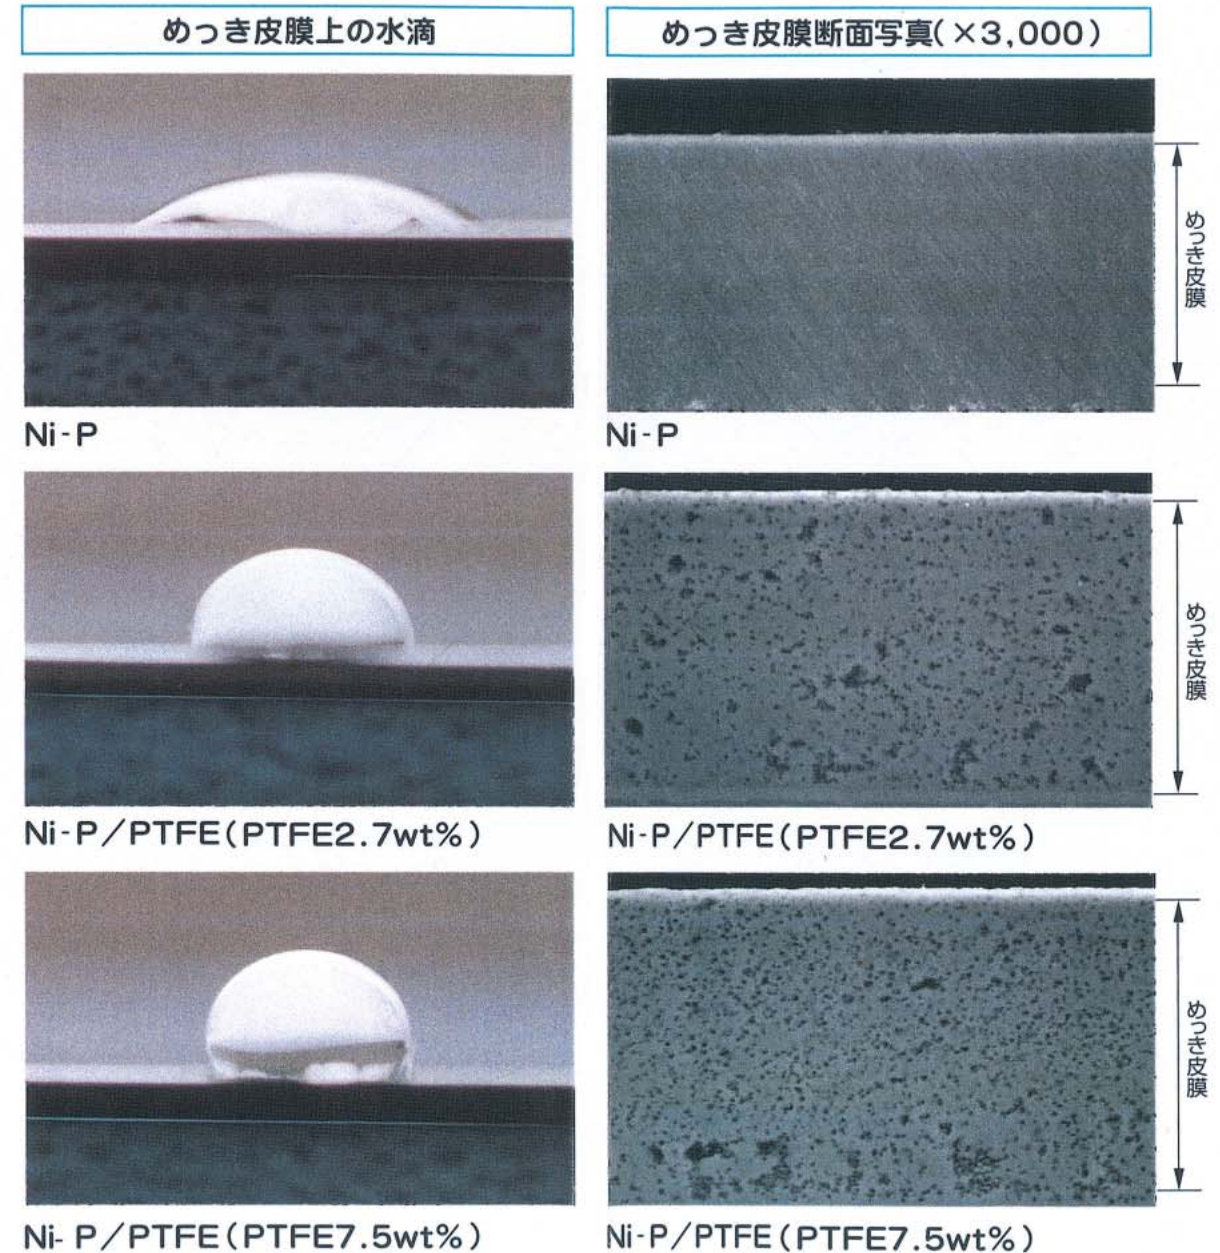 めっき皮膜上の水滴
めっき皮膜断面写真(×3,000)
めっき皮膜
Ni-P
Ni-P
めっき皮膜
Ni-P/PTFE(PTFE2.7wt%)
Ni-P/PTFE(PTFE2.7wt%)
めっき皮膜
Ni- P/PTFE(PTFE7.5wt%)
Ni-P/PTFE(PTFE7.5wt%)